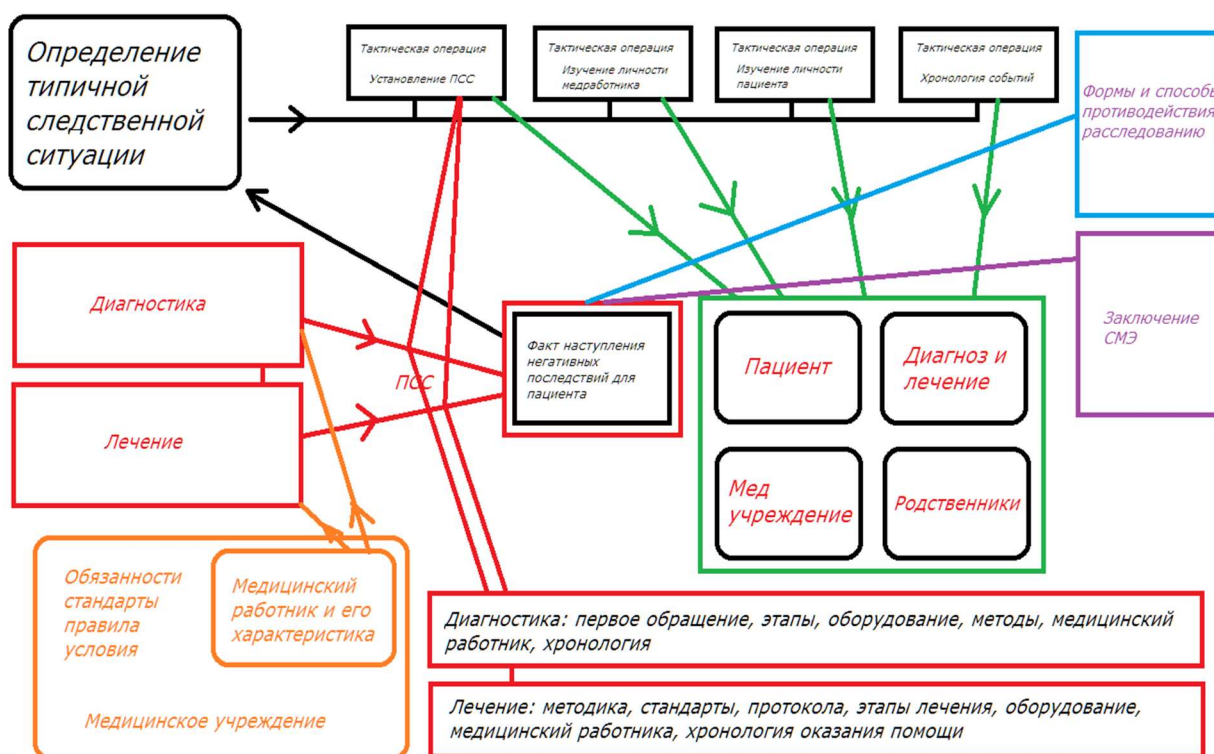 Определение
типичной
следственной
ситуации
Тактическая операция
Установление ПСС
Тактическая операция
Изучение личности
медработника
Тактическая операция
Изучение личности
пациента
Тактическая операция
Хронология событий
Формы и способы
противодействия
расследованию
Диагностика
Лечение
ПСС
Факт наступления
негативных
последствий для
пациента
Пациент
Диагноз и
лечение
Мед
учреждение
Родственники
Заключение
СМЭ
Обязанности
стандарты
правила
условия
Медицинский
работник и его
характеристика
Медицинское учреждение
Диагностика: первое обращение, этапы, оборудование, методы, медицинский
работник, хронология
Лечение: методика, стандарты, протокола, этапы лечения, оборудование,
медицинского работника, хронология оказания помощи